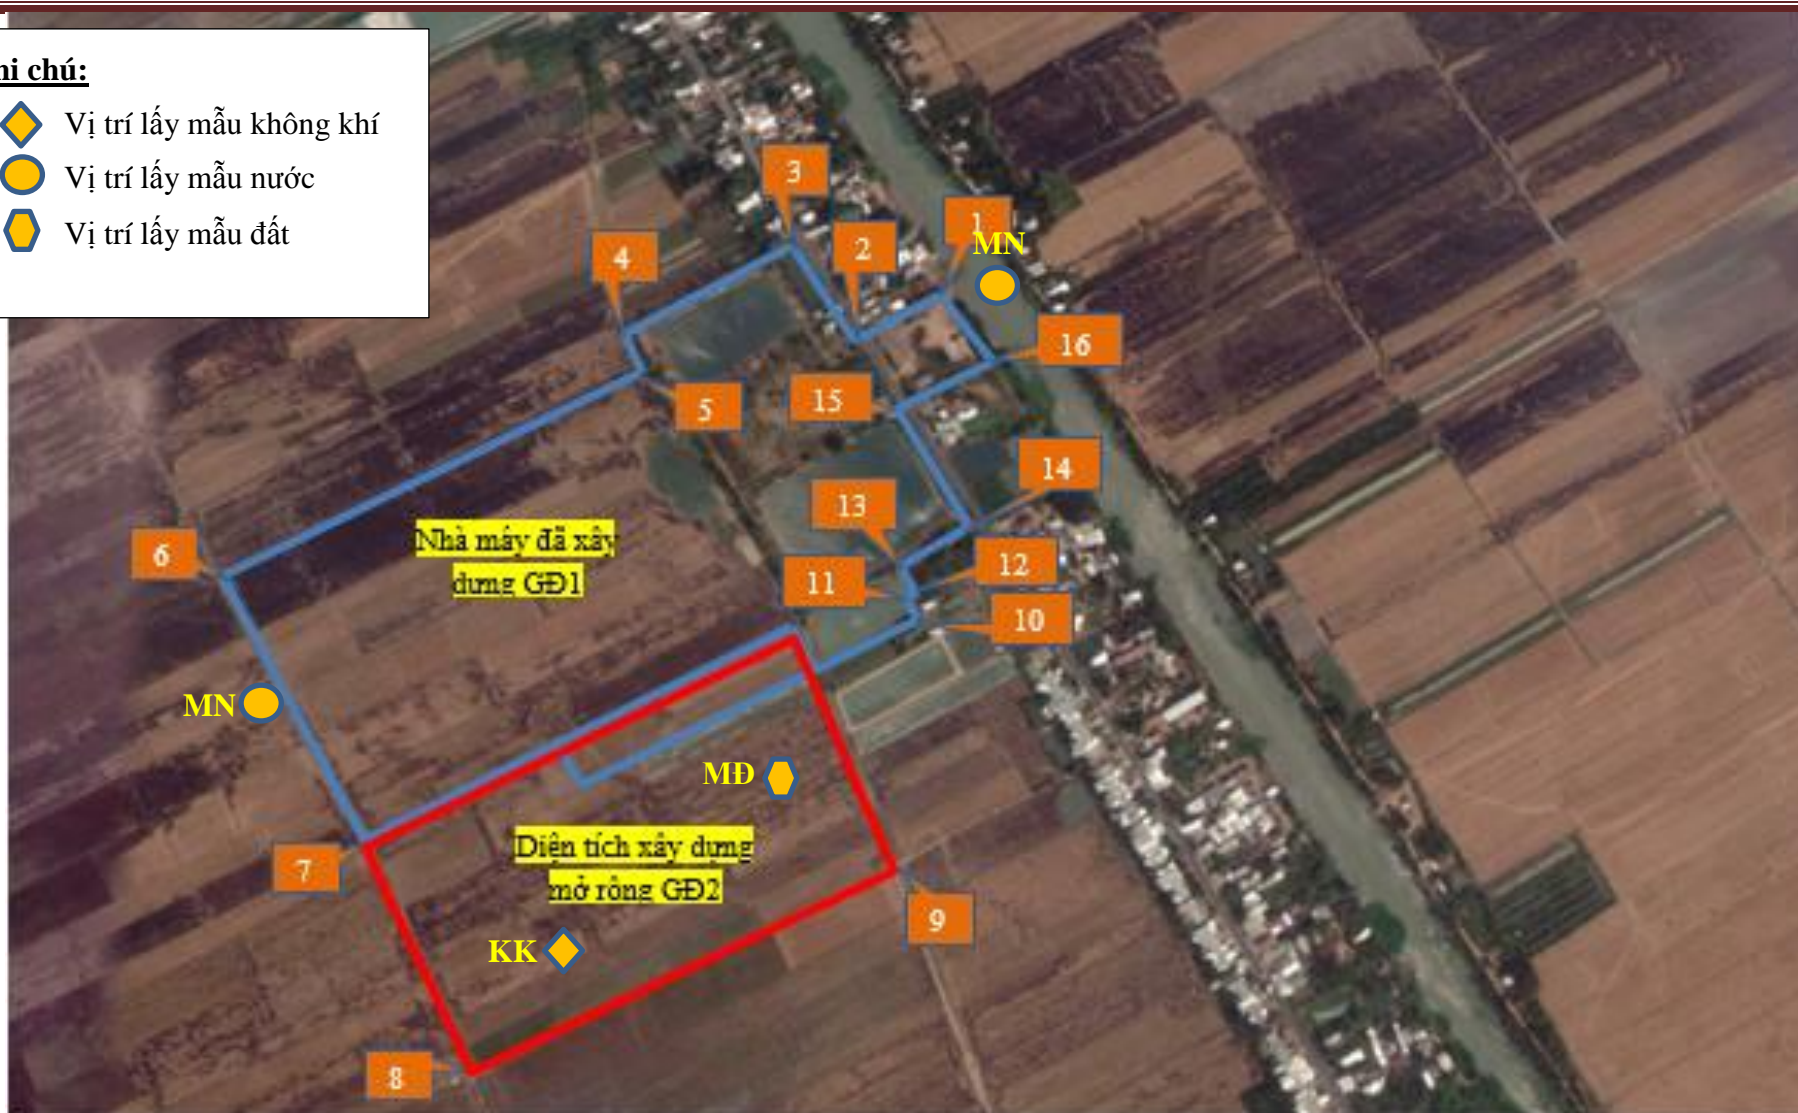 hi chú:
Vị trí lấy mẫu không khí
Vị trí lấy mẫu nước
Vị trí lấy mẫu đất
3
1
2
MN
4
16
5
15
14
13
Nhà máy đã xây
dựng GĐ1
6
12
11
10
MN
MĐ
Diện tích xây dựng
mở rộng GĐ2
7
9
KK
8